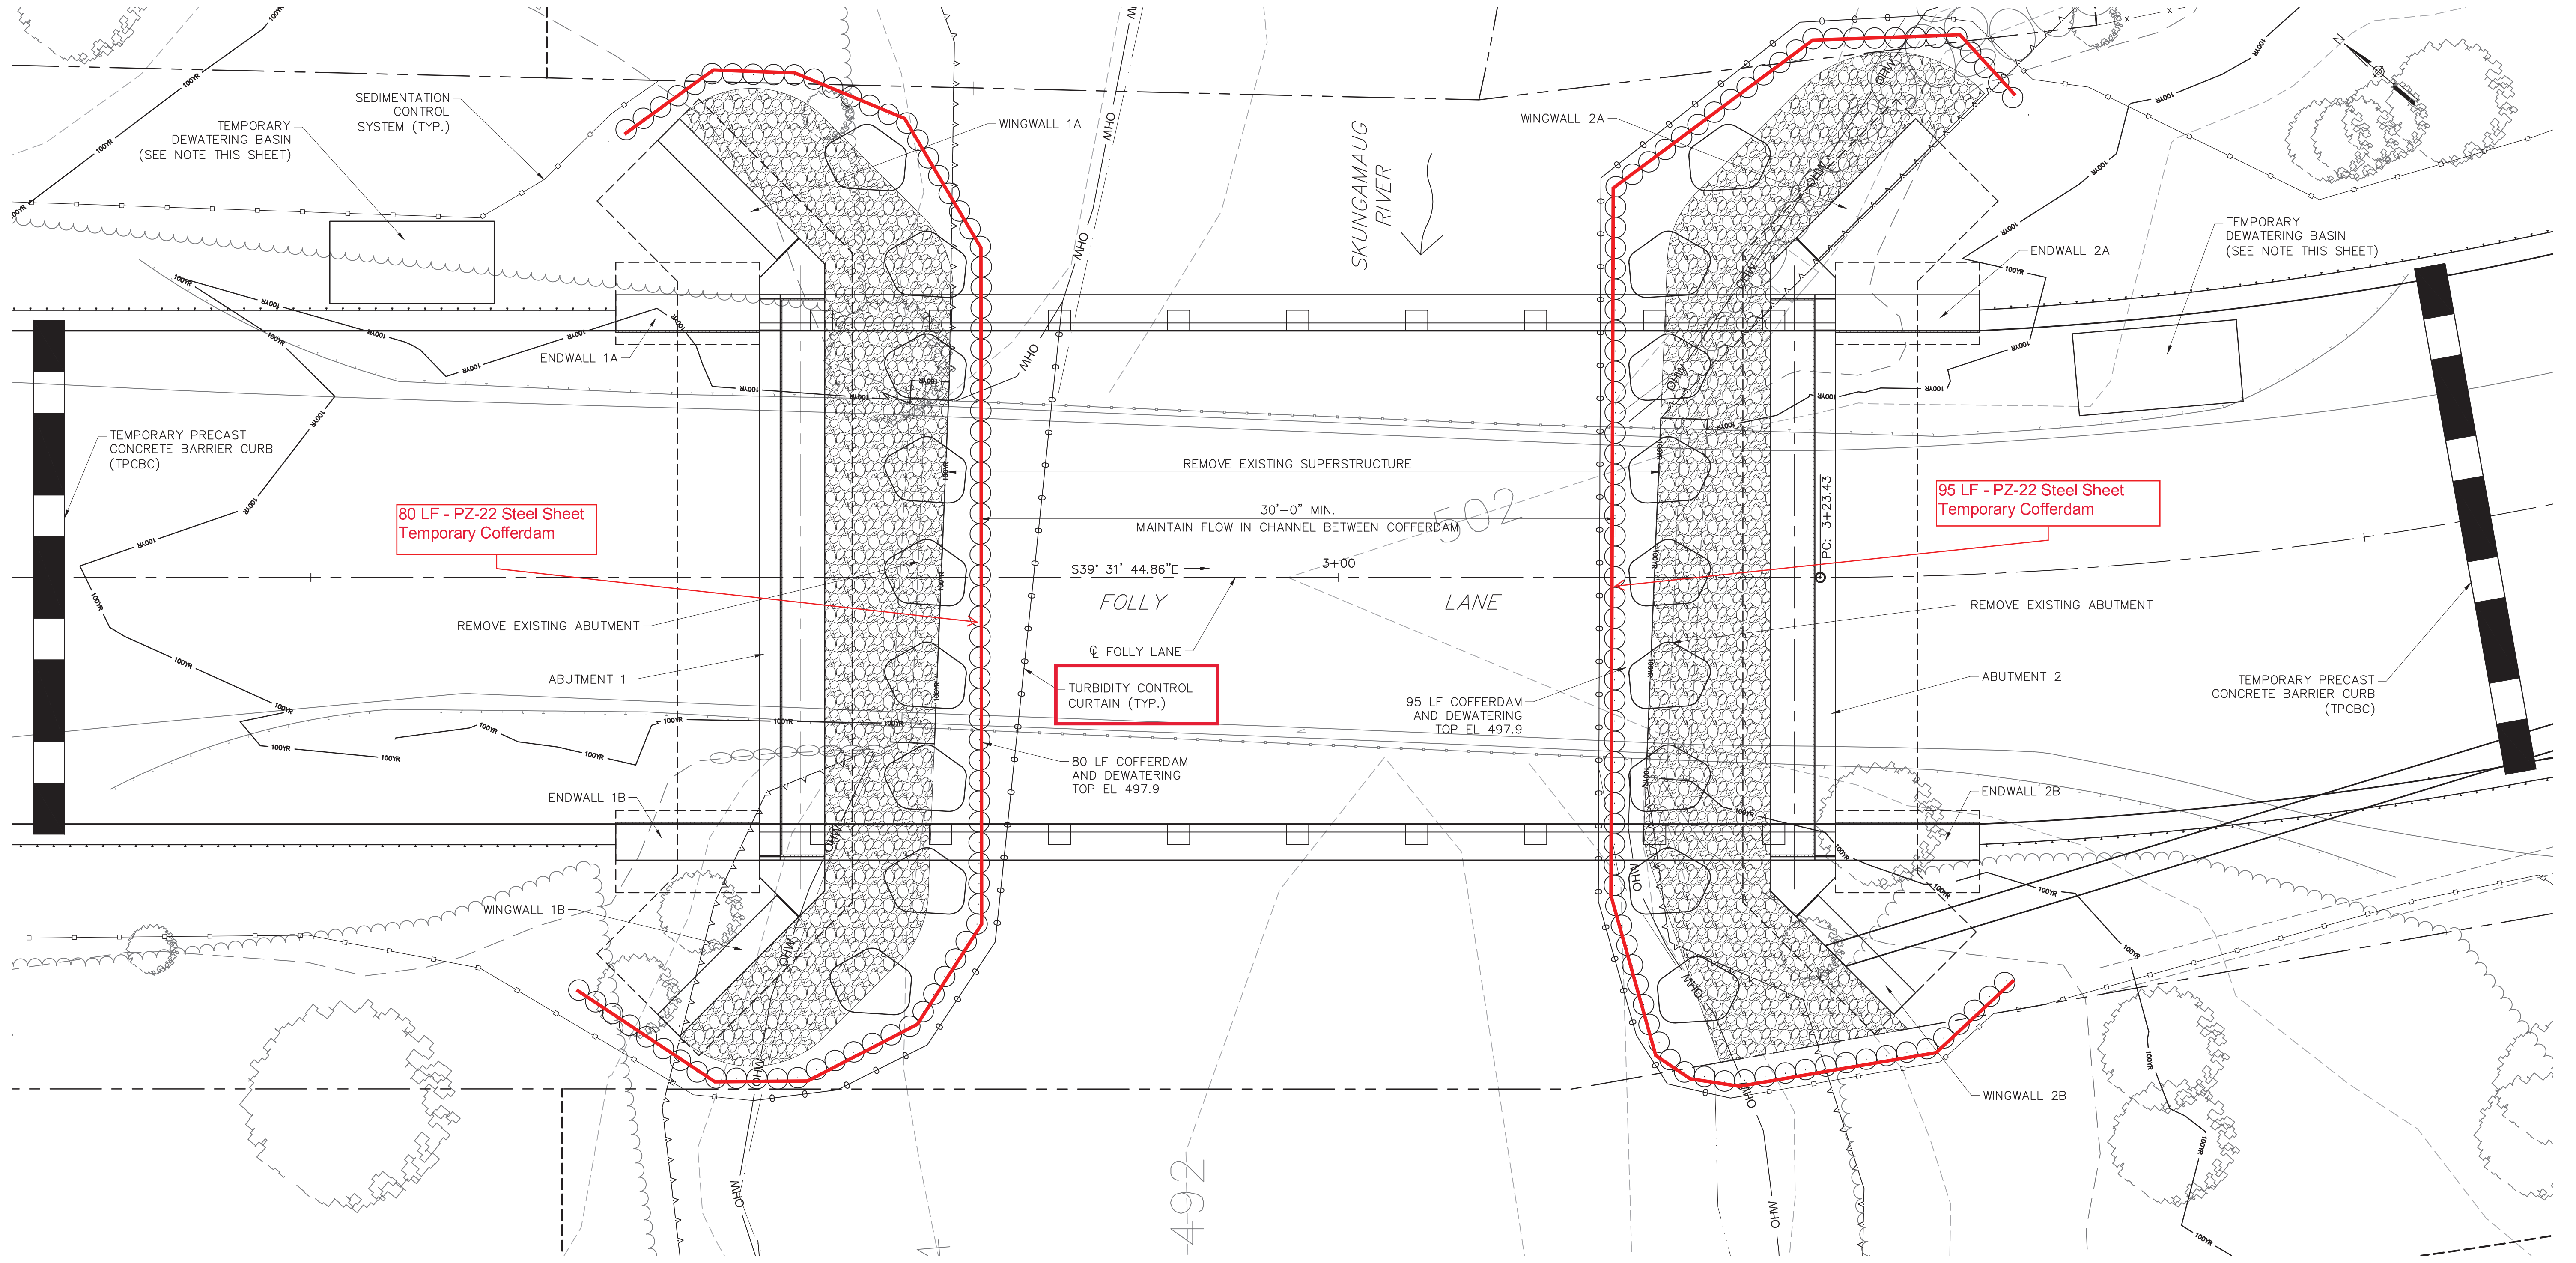 SEDIMENTATION
CONTROL
SYSTEM (TYP.)
TEMPORARY
DEWATERING BASIN
(SEE NOTE THIS SHEET)
WINGWALL 1A
SKUNGAMAUG
RIVER
WINGWALL 2A
N
TEMPORARY
DEWATERING BASIN
(SEE NOTE THIS SHEET)
ENDWALL 2A
ENDWALL 1A
TEMPORARY PRECAST
CONCRETE BARRIER CURB
(TPCBC)
REMOVE EXISTING SUPERSTRUCTURE
80 LF - PZ-22 Steel Sheet
Temporary Cofferdam
30'-0" MIN.
MAINTAIN FLOW IN CHANNEL BETWEEN COFFERDAM
502
PC: 3+23.43
95 LF - PZ-22 Steel Sheet
Temporary Cofferdam
S39° 31' 44.86"E
3+00
FOLLY LANE
REMOVE EXISTING ABUTMENT
REMOVE EXISTING ABUTMENT
℄ FOLLY LANE
ABUTMENT 1
TURBIDITY CONTROL
CURTAIN (TYP.)
95 LF COFFERDAM
AND DEWATERING
TOP EL 497.9
ABUTMENT 2
TEMPORARY PRECAST
CONCRETE BARRIER CURB
(TPCBC)
80 LF COFFERDAM
AND DEWATERING
TOP EL 497.9
ENDWALL 1B
ENDWALL 2B
WINGWALL 1B
WINGWALL 2B
492
100YR
OHW